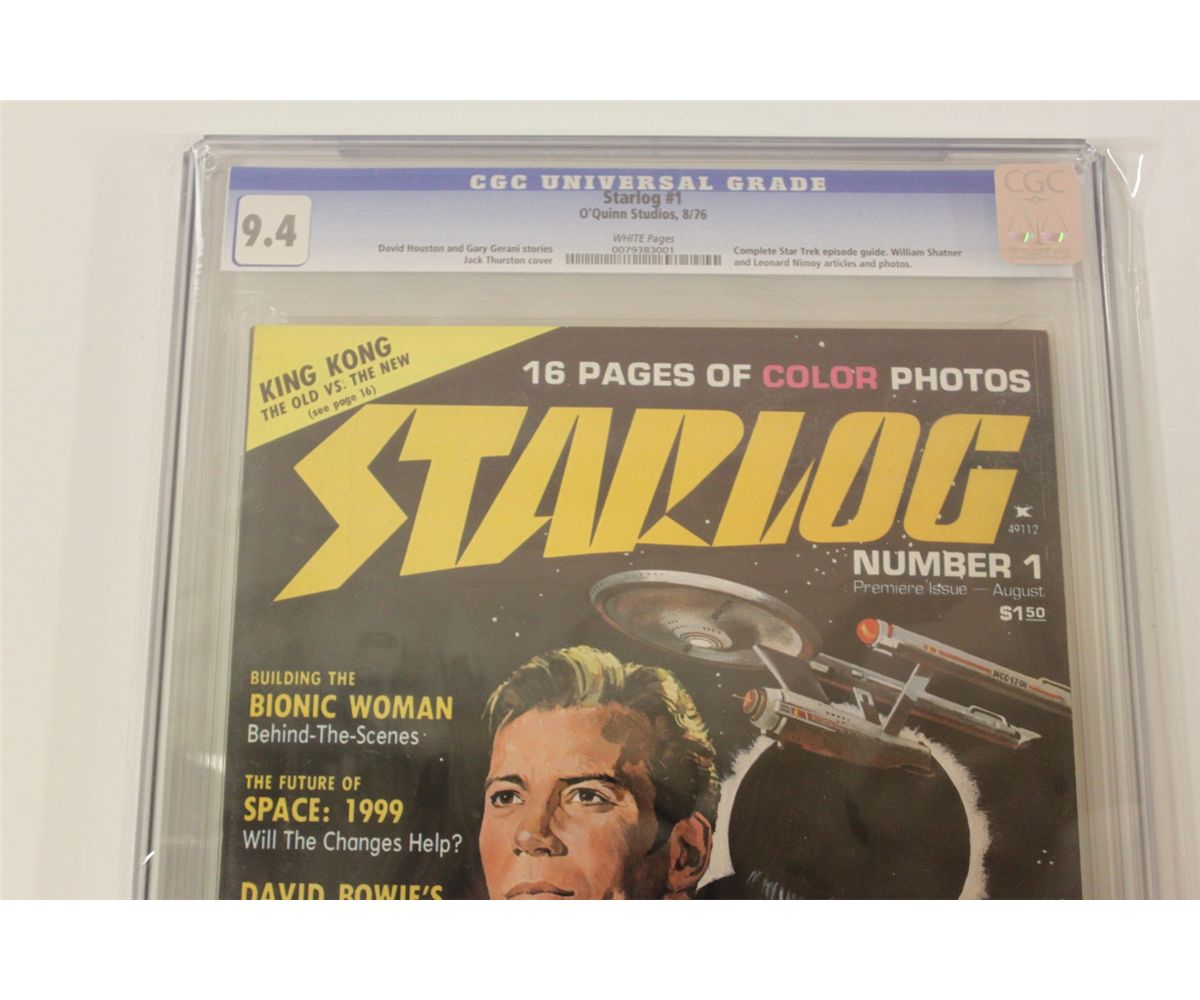 CGC UNIVERSAL GRADE
CGC
9.4
Starlog #1
O'Quinn Studios, 8/76
WHITE Pages
0079383001
David Houston and Gary Gerani stories
Jack Thurston cover
Complete Star Trek episode guide. William Shatner
and Leonard Nimoy articles and photos.
KING KONG
THE OLD VS. THE NEW
(see page 16)
16 PAGES OF COLOR PHOTOS
STARLOG
49112
NUMBER 1
Premiere Issue — August
$1.50
NCC-1701
BUILDING THE
BIONIC WOMAN
Behind-The-Scenes
THE FUTURE OF
SPACE: 1999
Will The Changes Help?
DAVID BOWIE'S